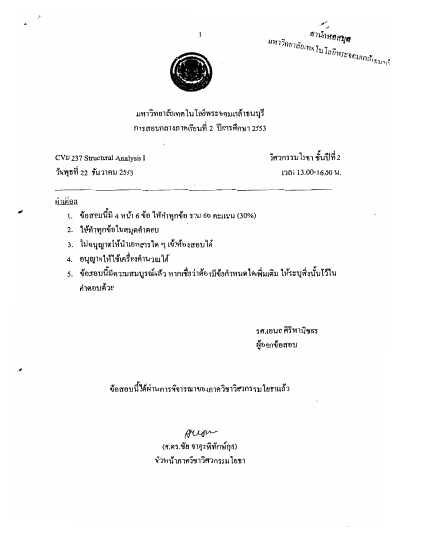 1
สำนักหอสมุด
มหาวิทยาลัยเทคโนโลยีพระจอมเกล้าธนบุรี
มหาวิทยาลัยเทคโนโลยีพระจอมเกล้าธนบุรี
การสอบกลางภาคเรียนที่ 2 ปีการศึกษา 2553
CVE 237 Structural Analysis I วิศวกรรมโยธา ชั้นปีที่ 2
วันพุธที่ 22 ธันวาคม 2553 เวลา 13.00-16.00 น.
คำเตือน
1. ข้อสอบนี้มี 4 หน้า 6 ข้อ ให้ทำทุกข้อ รวม 60 คะแนน (30%)
2. ให้ทำทุกข้อในสมุดคำตอบ
3. ไม่อนุญาตให้นำเอกสารใด ๆ เข้าห้องสอบได้
4. อนุญาตให้ใช้เครื่องคำนวณได้
5. ข้อสอบนี้มีความสมบูรณ์แล้ว หากเชื่อว่าต้องมีข้อกำหนดใดเพิ่มเติม ให้ระบุสิ่งนั้นไว้ใน
คำตอบด้วย
รศ.เอนก ศิริพานิชกร
ผู้ออกข้อสอบ
ข้อสอบนี้ได้ผ่านการพิจารณาของภาควิชาวิศวกรรมโยธาแล้ว
(ศ.ดร.ชัย จาตุรพิทักษ์กุล)
หัวหน้าภาควิชาวิศวกรรมโยธา